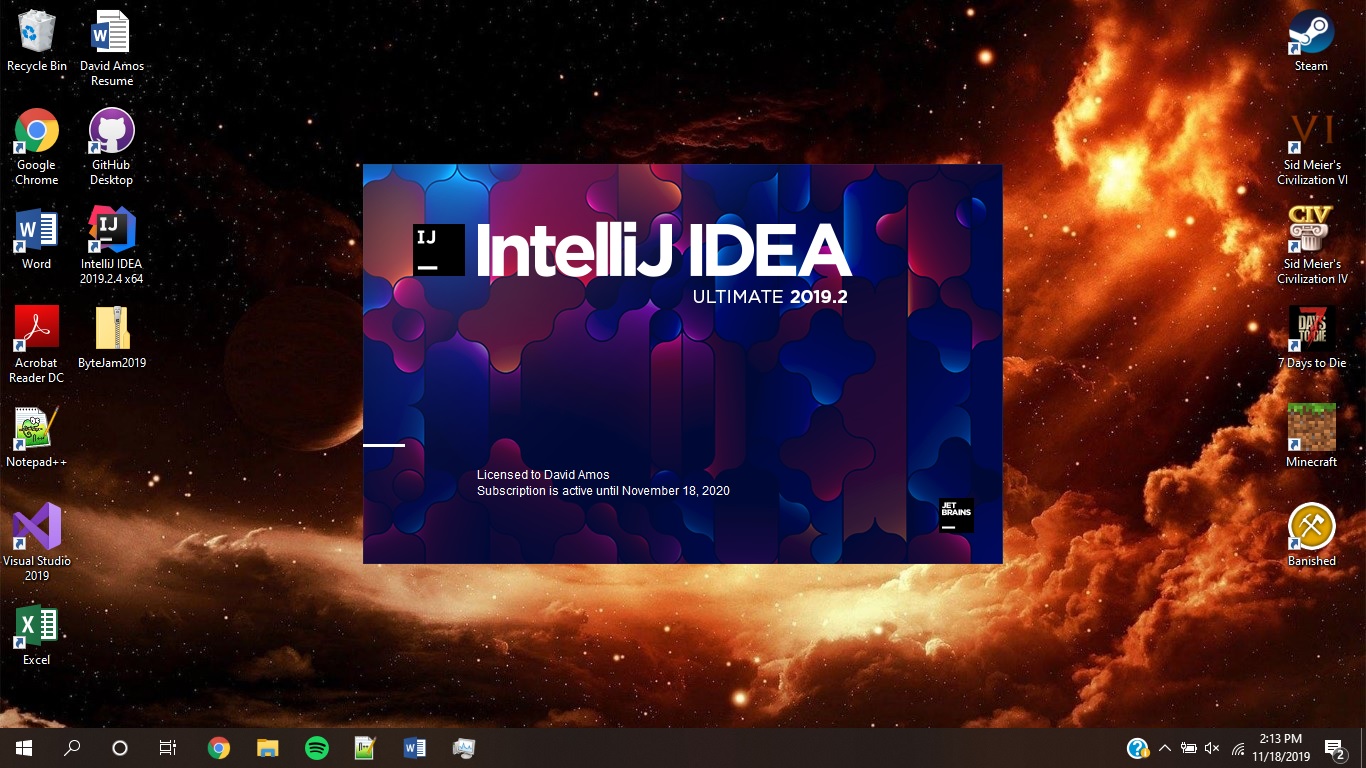 Recycle Bin
David Amos
Resume
Google
Chrome
GitHub
Desktop
Word
IntelliJ IDEA
2019.2.4 x64
Acrobat
Reader DC
ByteJam2019
Notepad++
Visual Studio
2019
Excel
IJ
IntelliJ IDEA
ULTIMATE 2019.2
Licensed to David Amos
Subscription is active until November 18, 2020
JET
BRAINS
Steam
VI
Sid Meier's
Civilization VI
CIV
Sid Meier's
Civilization IV
7
DAYS
TO DIE
7 Days to Die
Minecraft
Banished
2:13 PM
11/18/2019
2